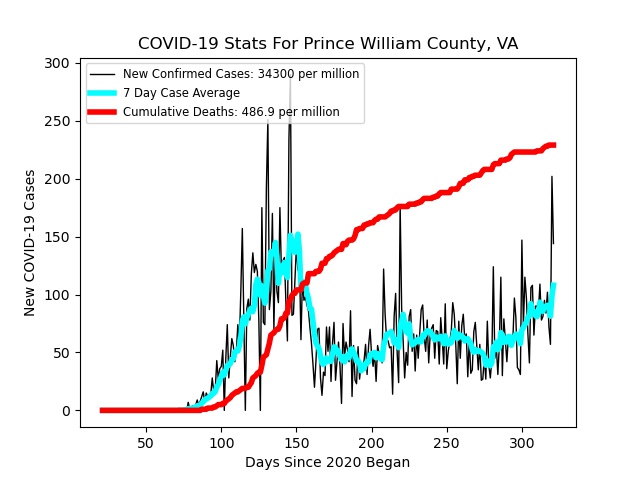 COVID-19 Stats For Prince William County, VA
New Confirmed Cases: 34300 per million
7 Day Case Average
Cumulative Deaths: 486.9 per million
300
250
200
150
100
50
0
New COVID-19 Cases
50 100 150 200 250 300
Days Since 2020 Began